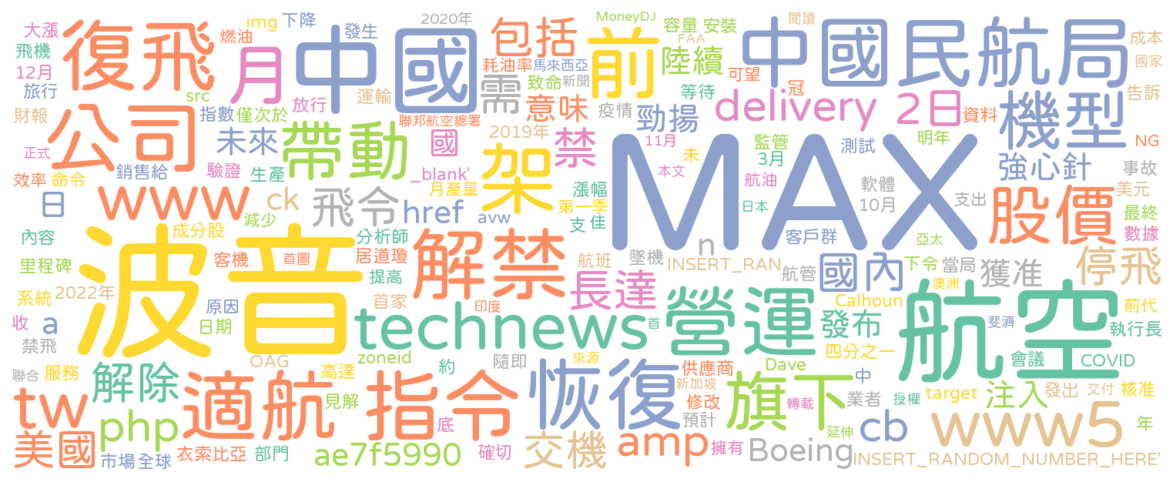 大漲 img 下降 2020年 MoneyDJ 容量 安裝 閱讀
飛機 燃油 發生 包括 FAA 成本
復飛 月 中國 前 陸續 中國民航局 國家
12月 耗油率 馬來西亞 可望 冠
旅行 src 運輸 需 致命 新聞 等待 告訴
財報 指數 僅次於 放行 意味 疫情 勁揚 delivery 2日 資料 機型
公司 未來 帶動 聯邦航空總署 2019年 11月 監管 測試 明年 NG
正式 國 架 禁 未 3月 強心針 事故
效率 命令 銷售給 驗證 生產 _blank' 月產量 漲幅 本文 航油 軟體 美元
日 www ck 飛令 href avw 第一季 日本 10月 支出 股價 最終
減少 支 佳 MAX 數據
內容 成分股 分析師 客戶群 亞太
里程碑 客機 首圖 居道瓊 解禁 航班 墜機 n 航管 國內 下令 當局 停飛
波音 提高 長達 INSERT_RAN 澳洲 獲准
系統 2022年 原因 首家 Calhoun 前代
收 a 日期 印度 technews 首 營運 發布 斐濟 航空 執行長
禁飛 OAG zoneid 約 隨即 來源 四分之一 會議 COVID
聯合 服務 解除 高達 供應商 Dave 中 target 注入 發出 交付 核准
tw php 適航 見解 指令 恢復 新加坡 修改 旗下 業者 授權
底 預計 轉載 cb www5 年
美國 市場全球 衣索比亞 部門 ae7f5990 確切 交機 amp 擁有 延伸 Boeing INSERT_RANDOM_NUMBER_HERE'